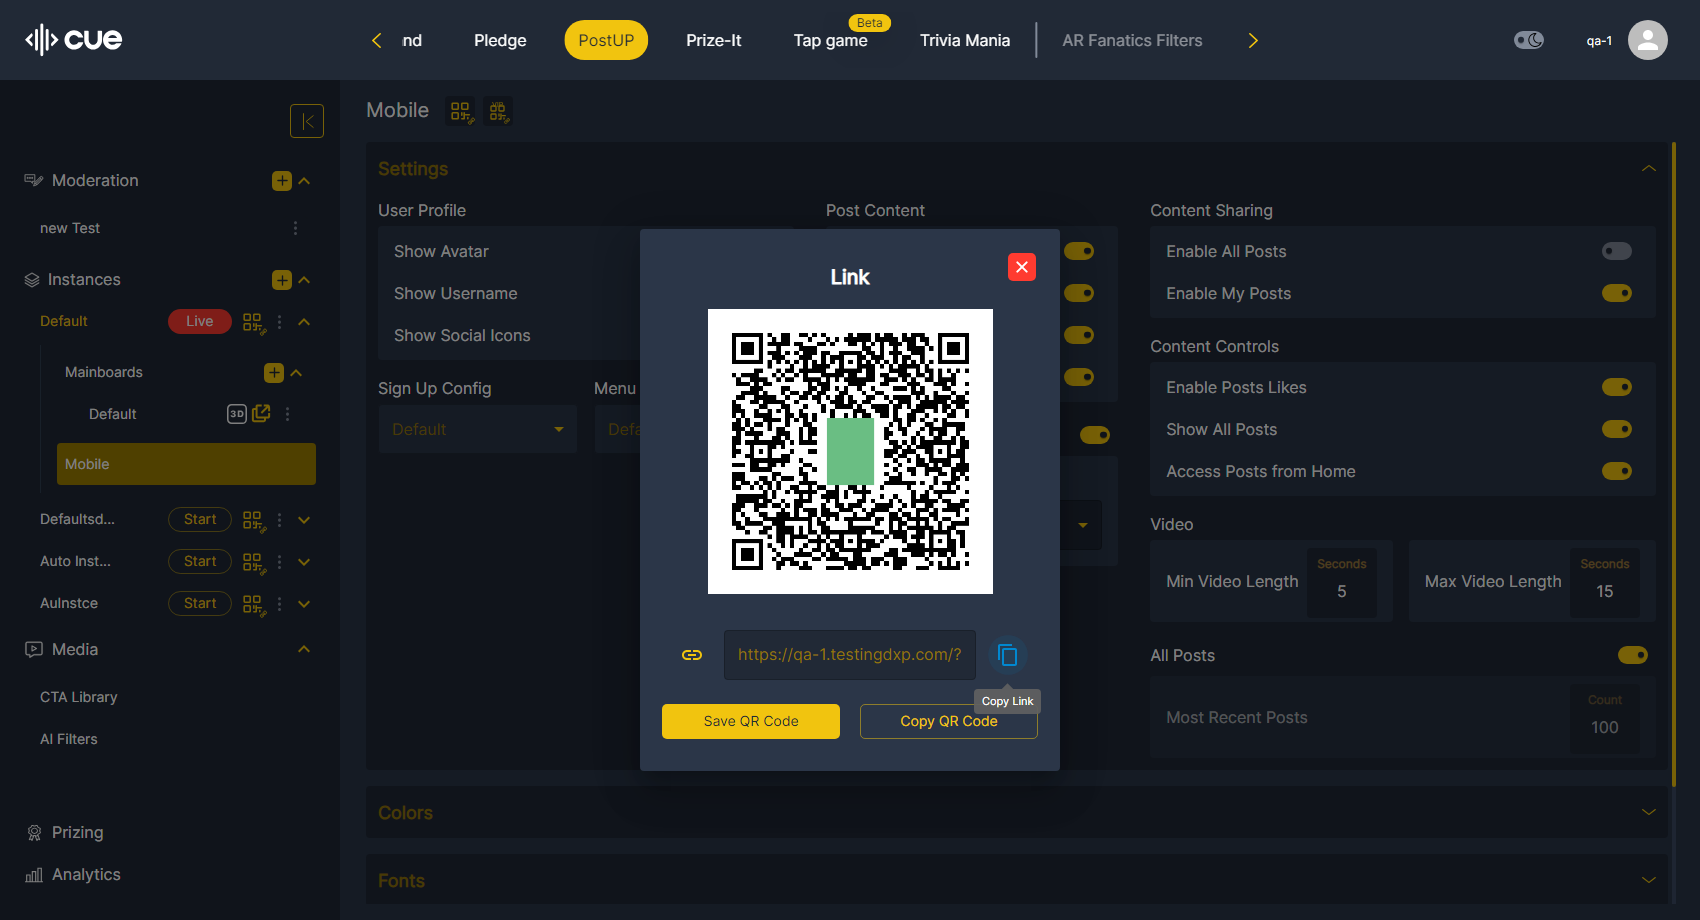 cue
nd
Pledge
PostUP
Prize-It
Tap game
Beta
Trivia Mania
AR Fanatics Filters
qa-1
Moderation
new Test
Instances
Default
Live
Mainboards
Default
3D
Mobile
Defaultsd...
Start
Auto Inst...
Start
AuInstce
Start
Media
CTA Library
AI Filters
Prizing
Analytics
Mobile
Settings
User Profile
Show Avatar
Show Username
Show Social Icons
Sign Up Config
Default
Menu
Defa
Post Content
Content Sharing
Enable All Posts
Enable My Posts
Content Controls
Enable Posts Likes
Show All Posts
Access Posts from Home
Video
Min Video Length
Seconds
5
Max Video Length
Seconds
15
All Posts
Most Recent Posts
Count
100
Colors
Fonts
Link
https://qa-1.testingdxp.com/?
Copy Link
Save QR Code
Copy QR Code